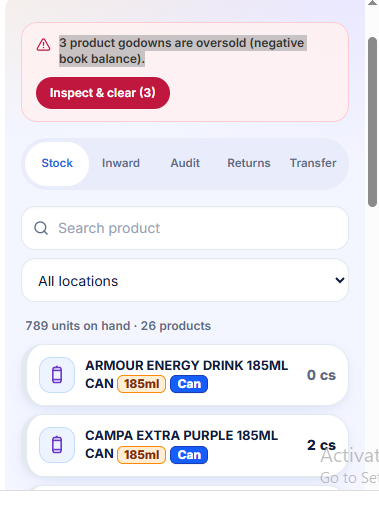 3 product godowns are oversold (negative
book balance).
Inspect & clear (3)
Stock Inward Audit Returns Transfer
Search product
All locations
789 units on hand · 26 products
ARMOUR ENERGY DRINK 185ML
CAN 185ml Can
0 cs
CAMPA EXTRA PURPLE 185ML
CAN 185ml Can
2 cs
Activat
Go to Set